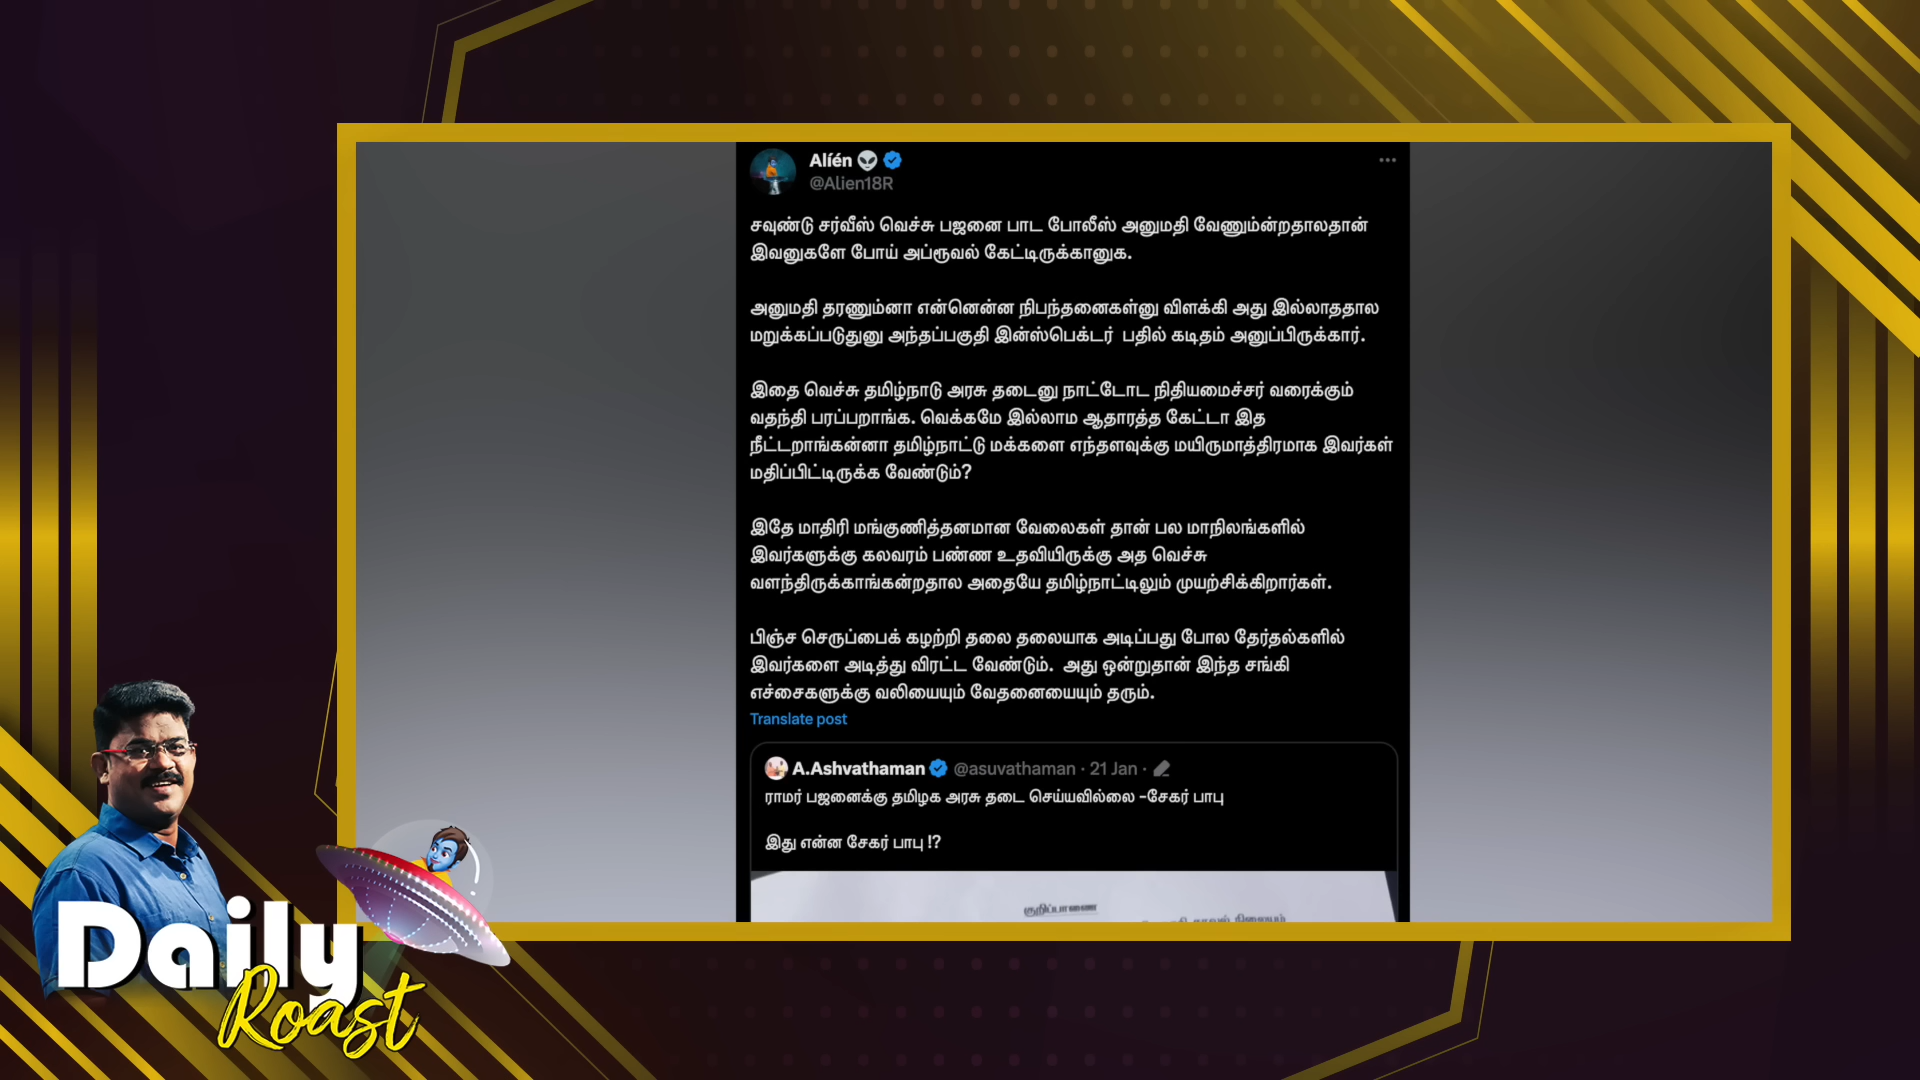 Alíén
@Alien18R
சவுண்டு சர்வீஸ் வெச்சு பஜனை பாட போலீஸ் அனுமதி வேணும்ன்றதாலதான்
இவனுகளே போய் அப்ரூவல் கேட்டிருக்கானுக.
அனுமதி தரணும்னா என்னென்ன நிபந்தனைகள்னு விளக்கி அது இல்லாததால
மறுக்கப்படுதுனு அந்தப்பகுதி இன்ஸ்பெக்டர் பதில் கடிதம் அனுப்பிருக்கார்.
இதை வெச்சு தமிழ்நாடு அரசு தடைனு நாட்டோட நிதியமைச்சர் வரைக்கும்
வதந்தி பரப்பறாங்க. வெக்கமே இல்லாம ஆதாரத்த கேட்டா இத
நீட்டறாங்கன்னா தமிழ்நாட்டு மக்களை எந்தளவுக்கு மயிருமாத்திரமாக இவர்கள்
மதிப்பிட்டிருக்க வேண்டும்?
இதே மாதிரி மங்குணித்தனமான வேலைகள் தான் பல மாநிலங்களில்
இவர்களுக்கு கலவரம் பண்ண உதவியிருக்கு அத வெச்சு
வளந்திருக்காங்கன்றதால அதையே தமிழ்நாட்டிலும் முயற்சிக்கிறார்கள்.
பிஞ்ச செருப்பைக் கழற்றி தலை தலையாக அடிப்பது போல தேர்தல்களில்
இவர்களை அடித்து விரட்ட வேண்டும். அது ஒன்றுதான் இந்த சங்கி
எச்சைகளுக்கு வலியையும் வேதனையையும் தரும்.
Translate post
A.Ashvathaman @asuvathaman · 21 Jan ·
ராமர் பஜனைக்கு தமிழக அரசு தடை செய்யவில்லை -சேகர் பாபு
இது என்ன சேகர் பாபு !?
குறிப்பாணை
காவல் நிலையம்
Daily
Roast